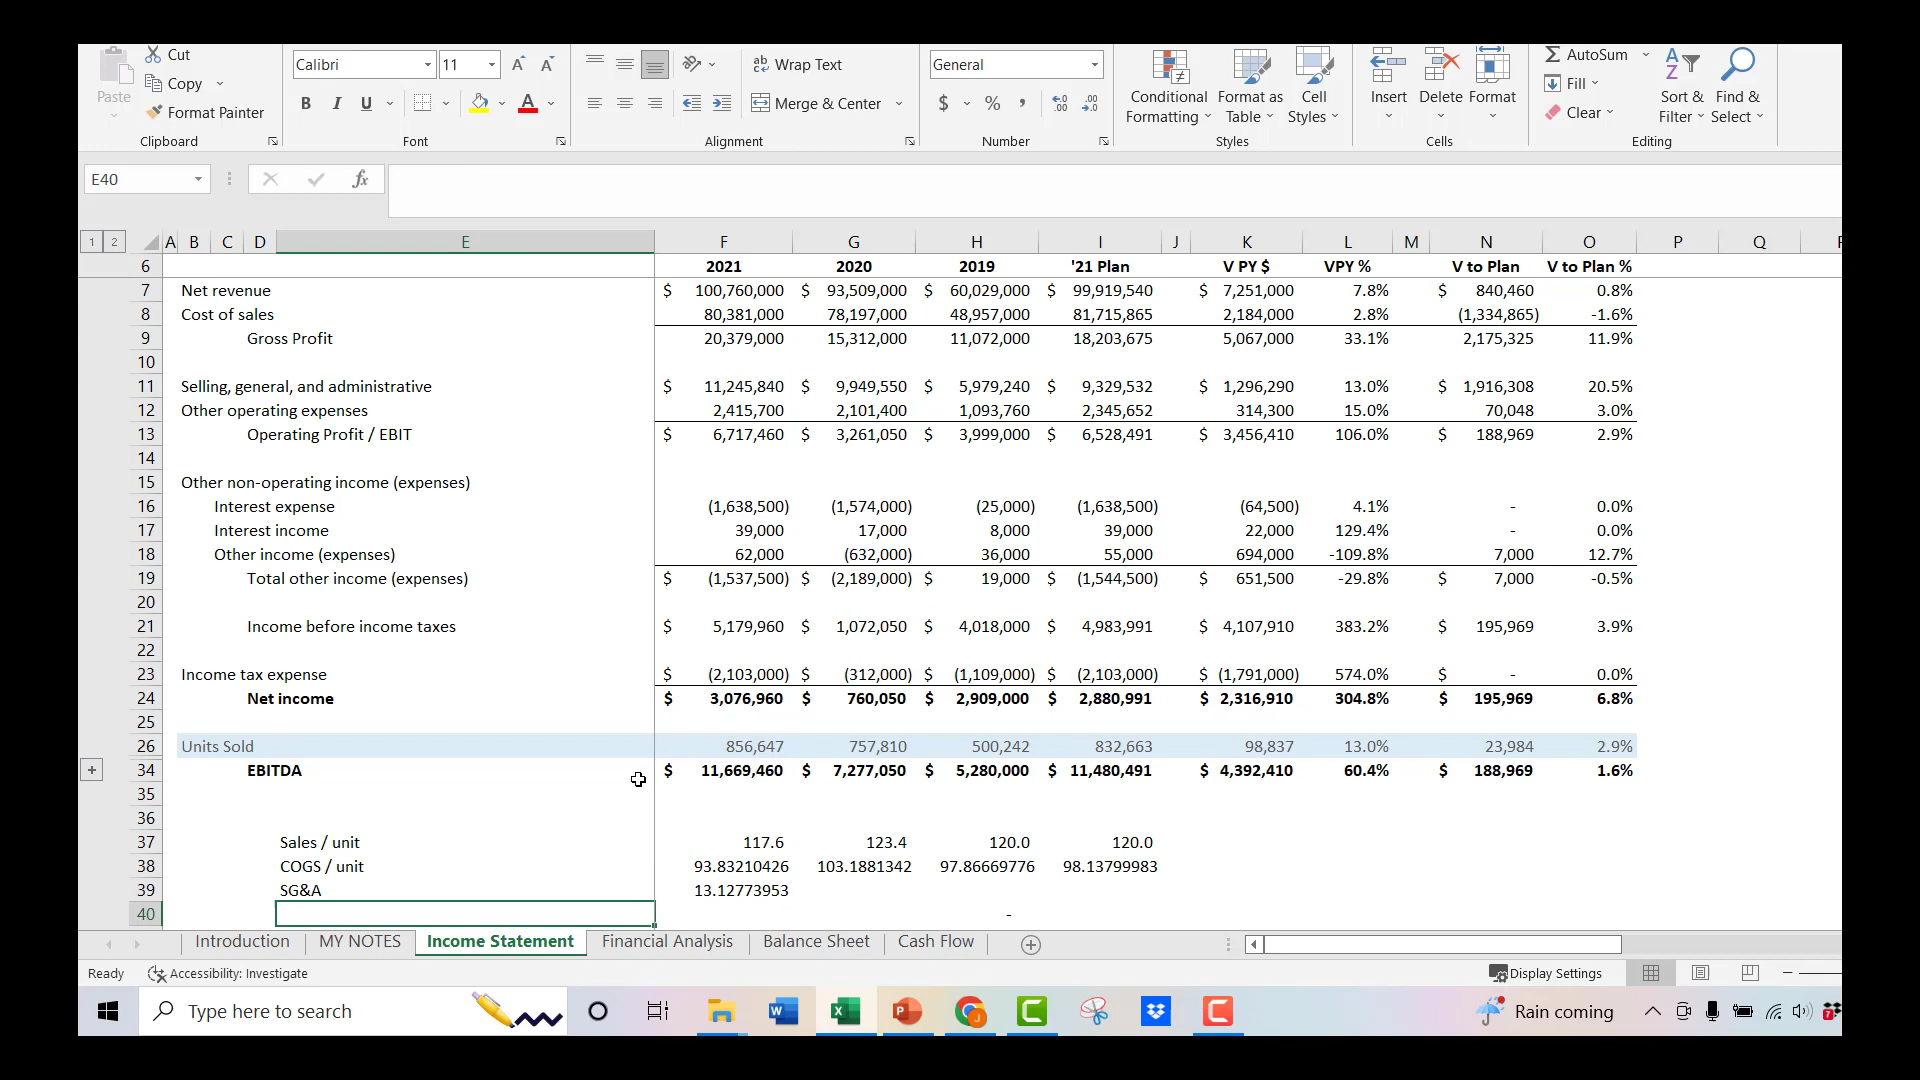 Cut
Calibri 11 Wrap Text General AutoSum
Copy Fill
Paste Conditional Format as Cell Insert Delete Format Sort & Find &
B I U Merge & Center $ % , Formatting Table Styles Filter Select
Format Painter Clear
Clipboard Font Alignment Number Styles Cells Editing
E40 fx
1 2 A B C D E F G H I J K L M N O P Q
6 2021 2020 2019 '21 Plan V PY $ VPY % V to Plan V to Plan %
7 Net revenue $ 100,760,000 $ 93,509,000 $ 60,029,000 $ 99,919,540 $ 7,251,000 7.8% $ 840,460 0.8%
8 Cost of sales 80,381,000 78,197,000 48,957,000 81,715,865 2,184,000 2.8% (1,334,865) -1.6%
9 Gross Profit 20,379,000 15,312,000 11,072,000 18,203,675 5,067,000 33.1% 2,175,325 11.9%
10
11 Selling, general, and administrative $ 11,245,840 $ 9,949,550 $ 5,979,240 $ 9,329,532 $ 1,296,290 13.0% $ 1,916,308 20.5%
12 Other operating expenses 2,415,700 2,101,400 1,093,760 2,345,652 314,300 15.0% 70,048 3.0%
13 Operating Profit / EBIT $ 6,717,460 $ 3,261,050 $ 3,999,000 $ 6,528,491 $ 3,456,410 106.0% $ 188,969 2.9%
14
15 Other non-operating income (expenses)
16 Interest expense (1,638,500) (1,574,000) (25,000) (1,638,500) (64,500) 4.1% - 0.0%
17 Interest income 39,000 17,000 8,000 39,000 22,000 129.4% - 0.0%
18 Other income (expenses) 62,000 (632,000) 36,000 55,000 694,000 -109.8% 7,000 12.7%
19 Total other income (expenses) $ (1,537,500) $ (2,189,000) $ 19,000 $ (1,544,500) $ 651,500 -29.8% $ 7,000 -0.5%
20
21 Income before income taxes $ 5,179,960 $ 1,072,050 $ 4,018,000 $ 4,983,991 $ 4,107,910 383.2% $ 195,969 3.9%
22
23 Income tax expense $ (2,103,000) $ (312,000) $ (1,109,000) $ (2,103,000) $ (1,791,000) 574.0% $ - 0.0%
24 Net income $ 3,076,960 $ 760,050 $ 2,909,000 $ 2,880,991 $ 2,316,910 304.8% $ 195,969 6.8%
25
26 Units Sold 856,647 757,810 500,242 832,663 98,837 13.0% 23,984 2.9%
34 EBITDA $ 11,669,460 $ 7,277,050 $ 5,280,000 $ 11,480,491 $ 4,392,410 60.4% $ 188,969 1.6%
35
36
37 Sales / unit 117.6 123.4 120.0 120.0
38 COGS / unit 93.83210426 103.1881342 97.86669776 98.13799983
39 SG&A 13.12773953
40 -
Introduction MY NOTES Income Statement Financial Analysis Balance Sheet Cash Flow
Ready Accessibility: Investigate Display Settings
Type here to search Rain coming